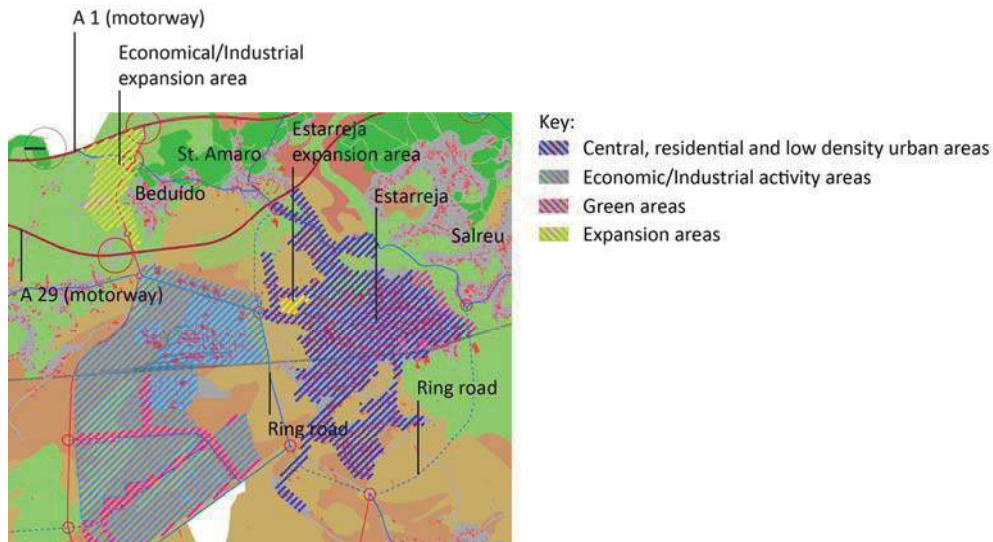 A 1 (motorway)
Economical/Industrial
expansion area
Estarreja
expansion area
St. Amaro
Beduido
Estarreja
Salreu
A 29 (motorway)
Ring road
Ring road
Key:
Central, residential and low density urban areas
Economic/Industrial activity areas
Green areas
Expansion areas